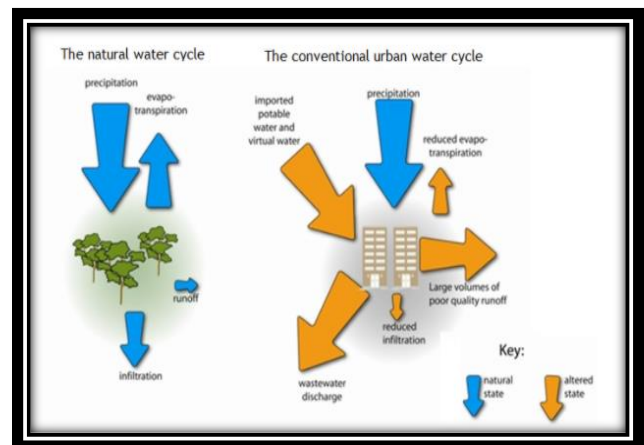 The natural water cycle
precipitation
evapo-
transpiration
runoff
infiltration
The conventional urban water cycle
imported
potable
water and
virtual water
precipitation
reduced evapo-
transpiration
Large volumes of
poor quality runoff
reduced
infiltration
wastewater
discharge
Key:
natural
state
altered
state